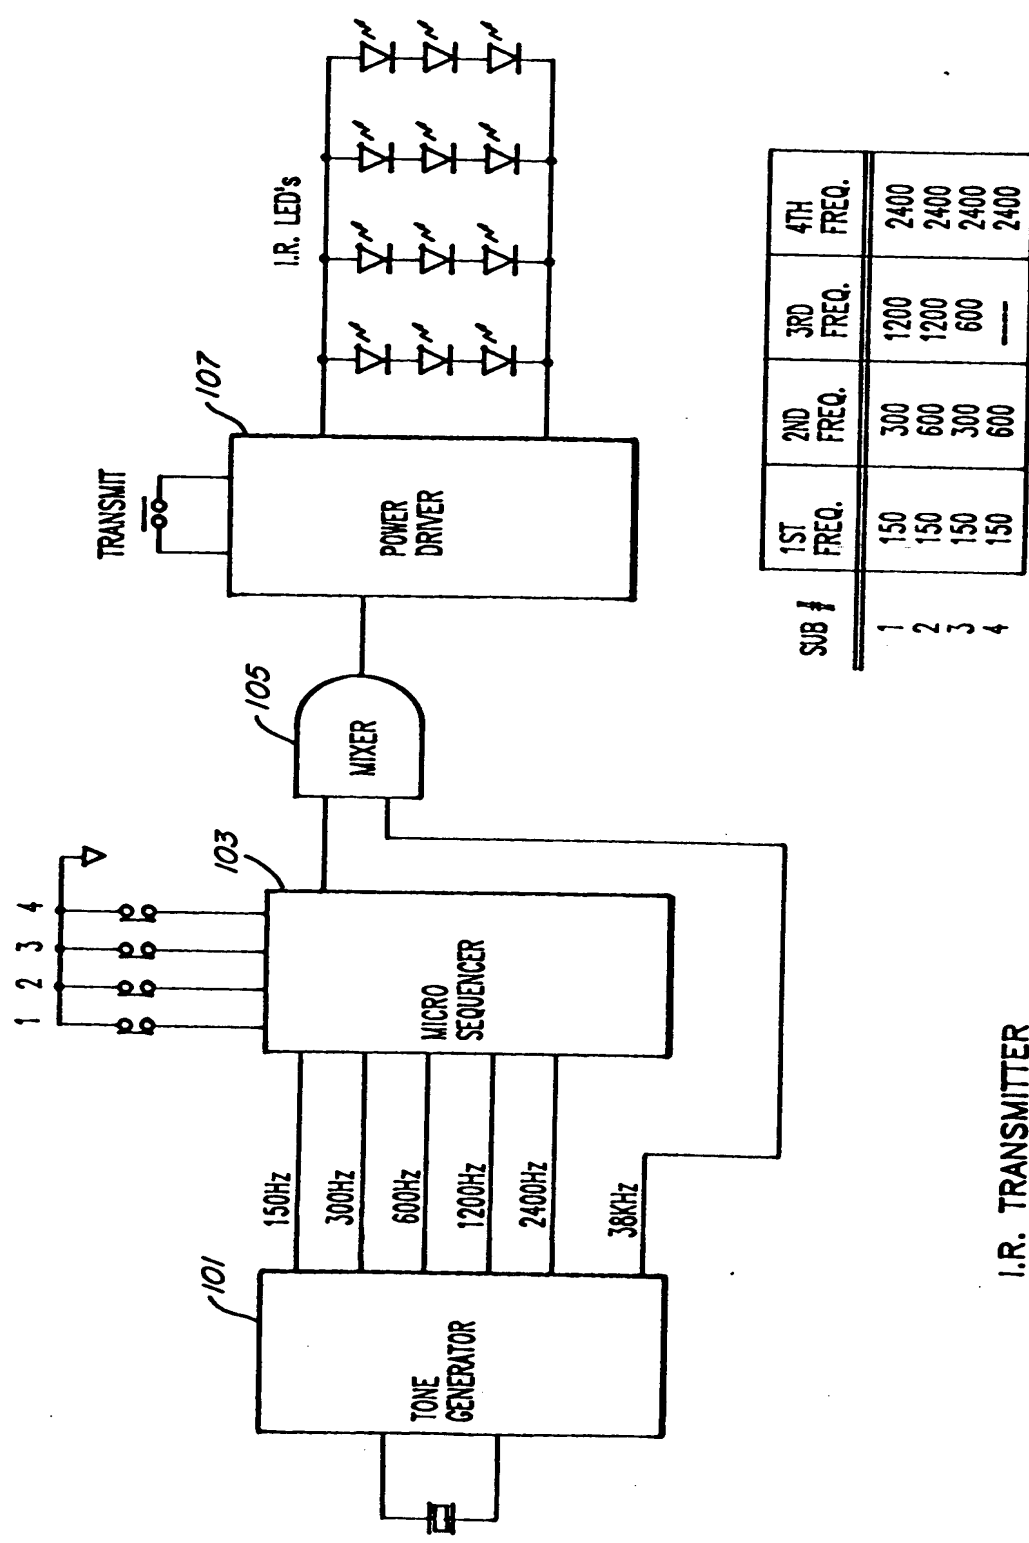 1 2 3 4
TRANSMIT
103
105
107
I.R. LED's
101
150Hz
300Hz
600Hz
1200Hz
2400Hz
38KHz
TONE
GENERATOR
MICRO
SEQUENCER
MIXER
POWER
DRIVER
SUB # 1ST FREQ. 2ND FREQ. 3RD FREQ. 4TH FREQ.
1 150 300 1200 2400
2 150 600 1200 2400
3 150 300 600 2400
4 150 600 — 2400
I.R. TRANSMITTER